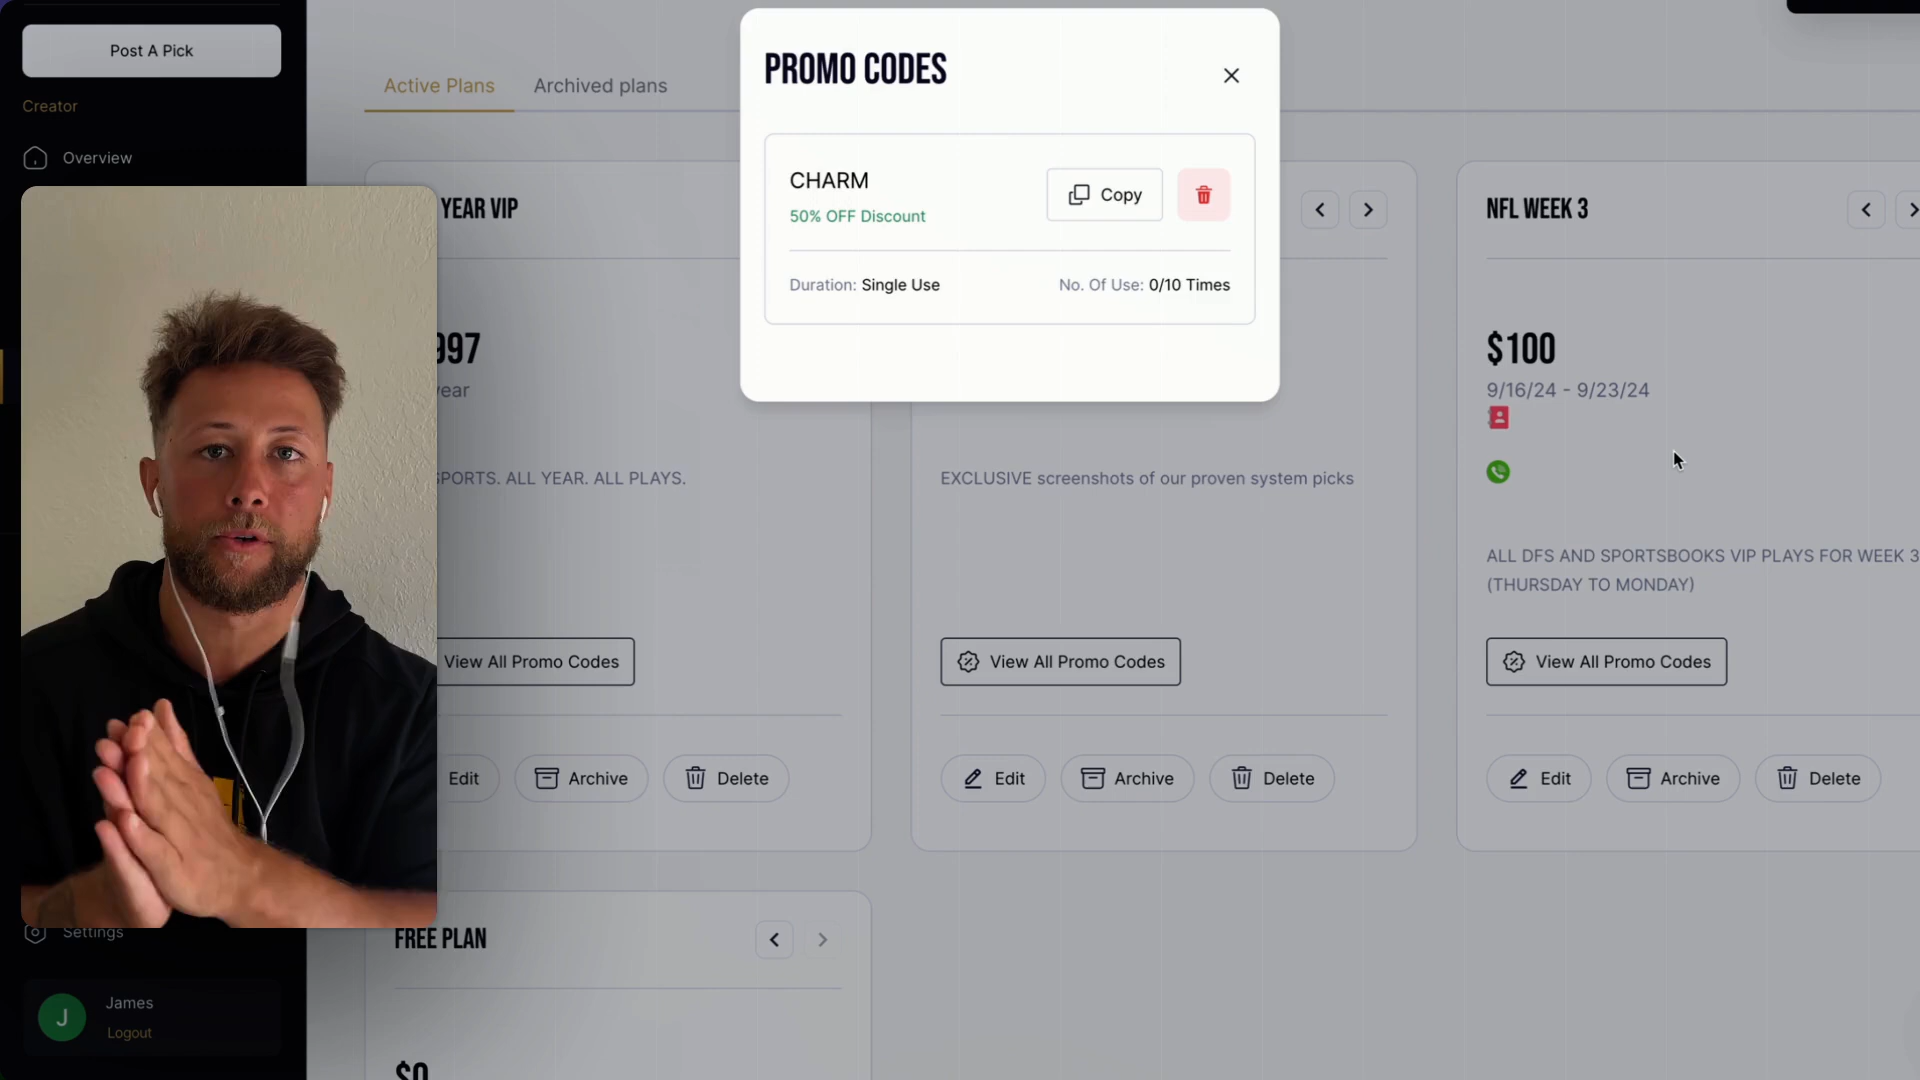 Post A Pick
Creator
Overview
Settings
J
James
Logout
Active Plans
Archived plans
PROMO CODES
CHARM
50% OFF Discount
Copy
Duration: Single Use
No. Of Use: 0/10 Times
YEAR VIP
997
year
SPORTS. ALL YEAR. ALL PLAYS.
View All Promo Codes
Edit
Archive
Delete
EXCLUSIVE screenshots of our proven system picks
View All Promo Codes
Edit
Archive
Delete
NFL WEEK 3
$100
9/16/24 - 9/23/24
ALL DFS AND SPORTSBOOKS VIP PLAYS FOR WEEK 3
(THURSDAY TO MONDAY)
View All Promo Codes
Edit
Archive
Delete
FREE PLAN
$0